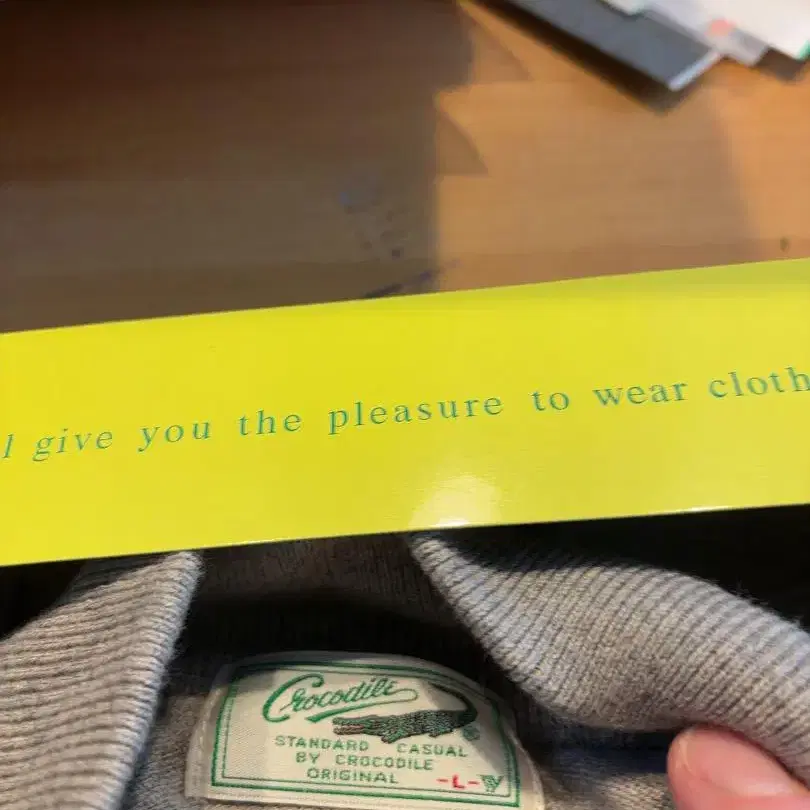 l give you the pleasure to wear cloth
Crocodile
®
STANDARD CASUAL
BY CROCODILE
ORIGINAL -L-